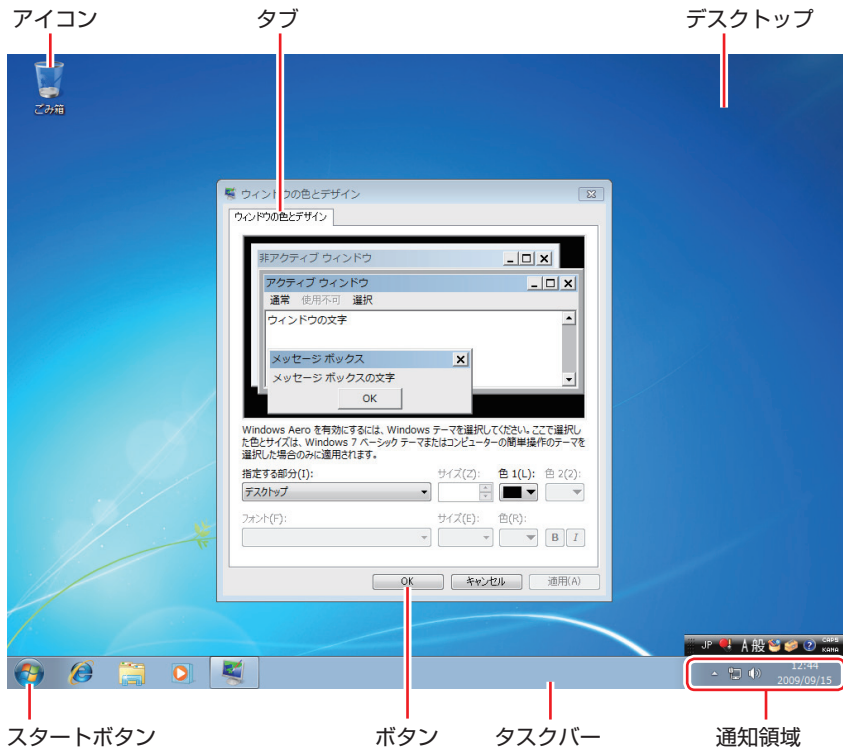 アイコン
タブ
デスクトップ
ごみ箱
ウィンドウの色とデザイン
ウィンドウの色とデザイン
非アクティブ ウィンドウ
アクティブ ウィンドウ
通常 使用不可 選択
ウィンドウの文字
メッセージ ボックス
メッセージ ボックスの文字
OK
Windows Aero を有効にするには、Windows テーマを選択してください。ここで選択し
た色とサイズは、Windows 7 ベーシック テーマまたはコンピューターの簡単操作のテーマを
選択した場合のみに適用されます。
指定する部分(I): サイズ(Z): 色 1(L): 色 2(2):
デスクトップ
フォント(F): サイズ(E): 色(R):
B I
OK キャンセル 適用(A)
JP A 般 ? CAPS
KANA
12:44
2009/09/15
スタートボタン
ボタン
タスクバー
通知領域